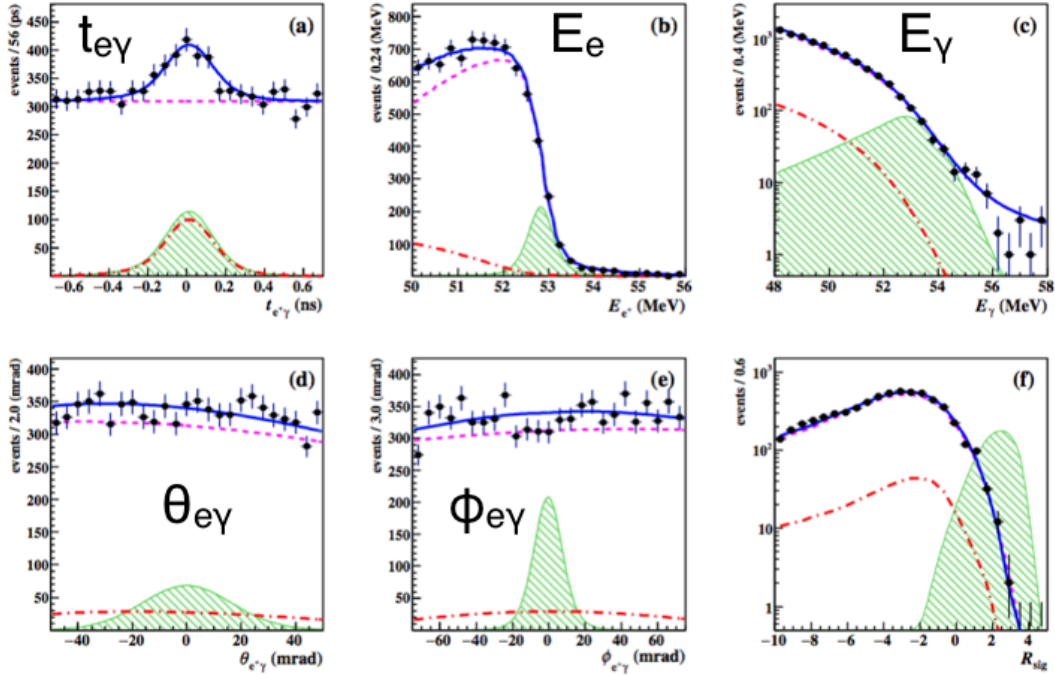 (a)
t_eγ
events / 56 (ps)
450
400
350
300
250
200
150
100
50
−0.6 −0.4 −0.2 0 0.2 0.4 0.6
t_e⁺γ (ns)
(b)
E_e
events / 0.24 (MeV)
800
700
600
500
400
300
200
100
50 51 52 53 54 55 56
E_e⁺ (MeV)
(c)
E_γ
events / 0.4 (MeV)
10³
10²
10
1
48 50 52 54 56 58
E_γ (MeV)
(d)
events / 2.0 (mrad)
400
350
300
250
200
150
100
50
θ_eγ
−40 −20 0 20 40
θ_e⁺γ (mrad)
(e)
events / 3.0 (mrad)
400
350
300
250
200
150
100
50
ϕ_eγ
−60 −40 −20 0 20 40 60
ϕ_e⁺γ (mrad)
(f)
events / 0.6
10³
10²
10
1
−10 −8 −6 −4 −2 0 2 4
R_sig